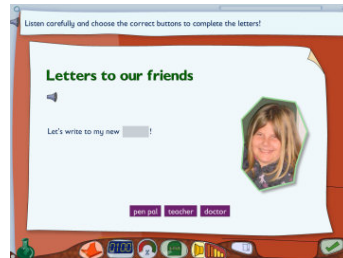 Listen carefully and choose the correct buttons to complete the letters!
Letters to our friends
Let's write to my new !
pen pal teacher doctor
0100